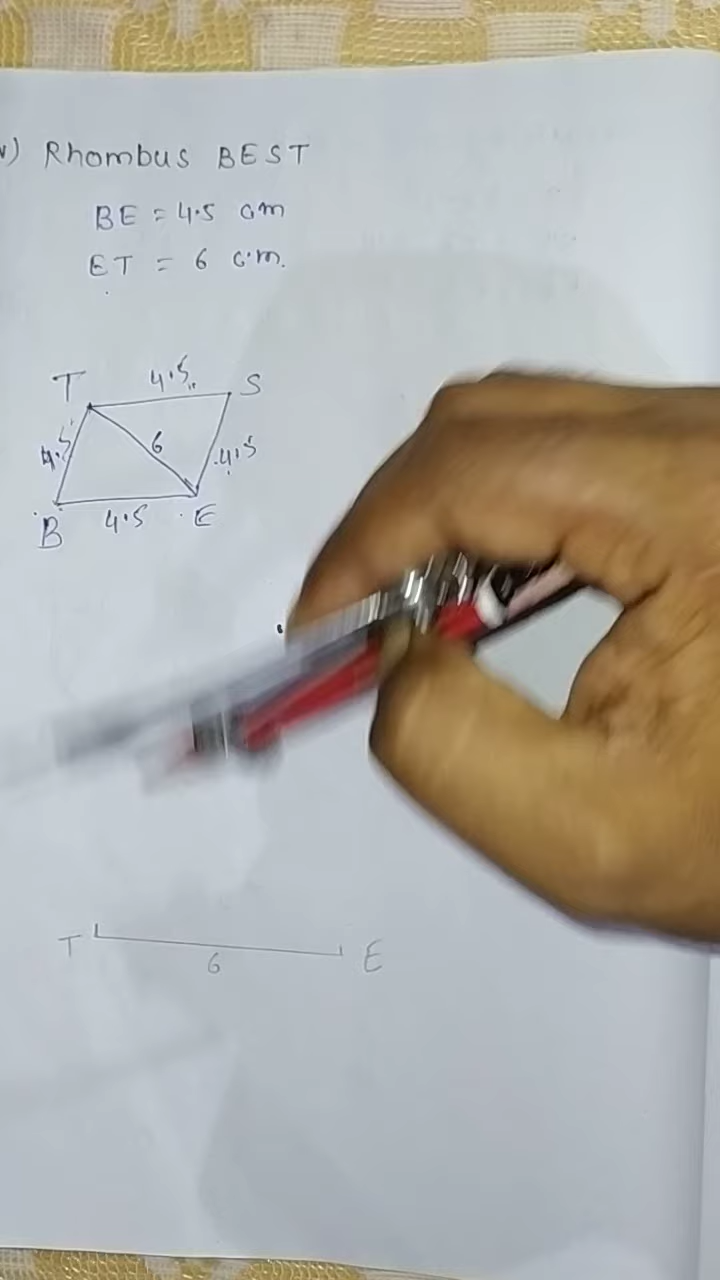 v) Rhombus BEST
BE = 4.5 cm
ET = 6 cm.
T 4.5 S
4.5 6 4.5
B 4.5 E
T 6 E